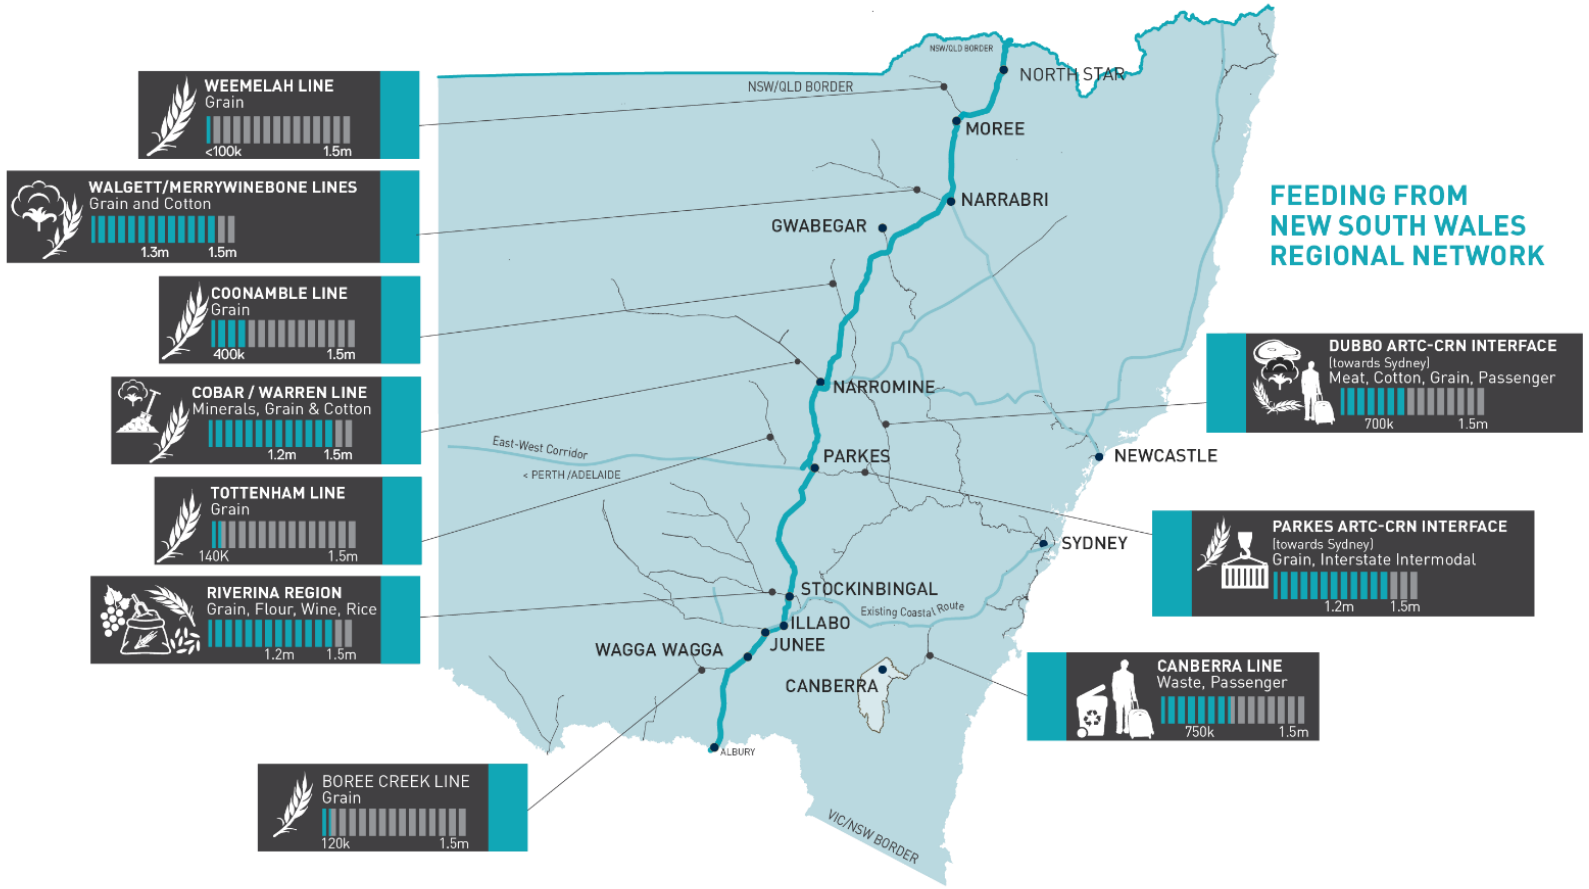 WEEMELAH LINE
Grain
<100k 1.5m
WALGETT/MERRYWINEBONE LINES
Grain and Cotton
1.3m 1.5m
COONAMBLE LINE
Grain
400k 1.5m
COBAR / WARREN LINE
Minerals, Grain & Cotton
1.2m 1.5m
TOTTENHAM LINE
Grain
140K 1.5m
RIVERINA REGION
Grain, Flour, Wine, Rice
1.2m 1.5m
BOREE CREEK LINE
Grain
120k 1.5m
NSW/QLD BORDER
NORTH STAR
NSW/QLD BORDER
MOREE
NARRABRI
GWABEGAR
NARROMINE
East-West Corridor
< PERTH /ADELAIDE
PARKES
NEWCASTLE
SYDNEY
STOCKINBINGAL
Existing Coastal Route
ILLABO
JUNEE
WAGGA WAGGA
CANBERRA
ALBURY
VIC/NSW BORDER
FEEDING FROM
NEW SOUTH WALES
REGIONAL NETWORK
DUBBO ARTC-CRN INTERFACE
(towards Sydney)
Meat, Cotton, Grain, Passenger
700k 1.5m
PARKES ARTC-CRN INTERFACE
(towards Sydney)
Grain, Interstate Intermodal
1.2m 1.5m
CANBERRA LINE
Waste, Passenger
750k 1.5m